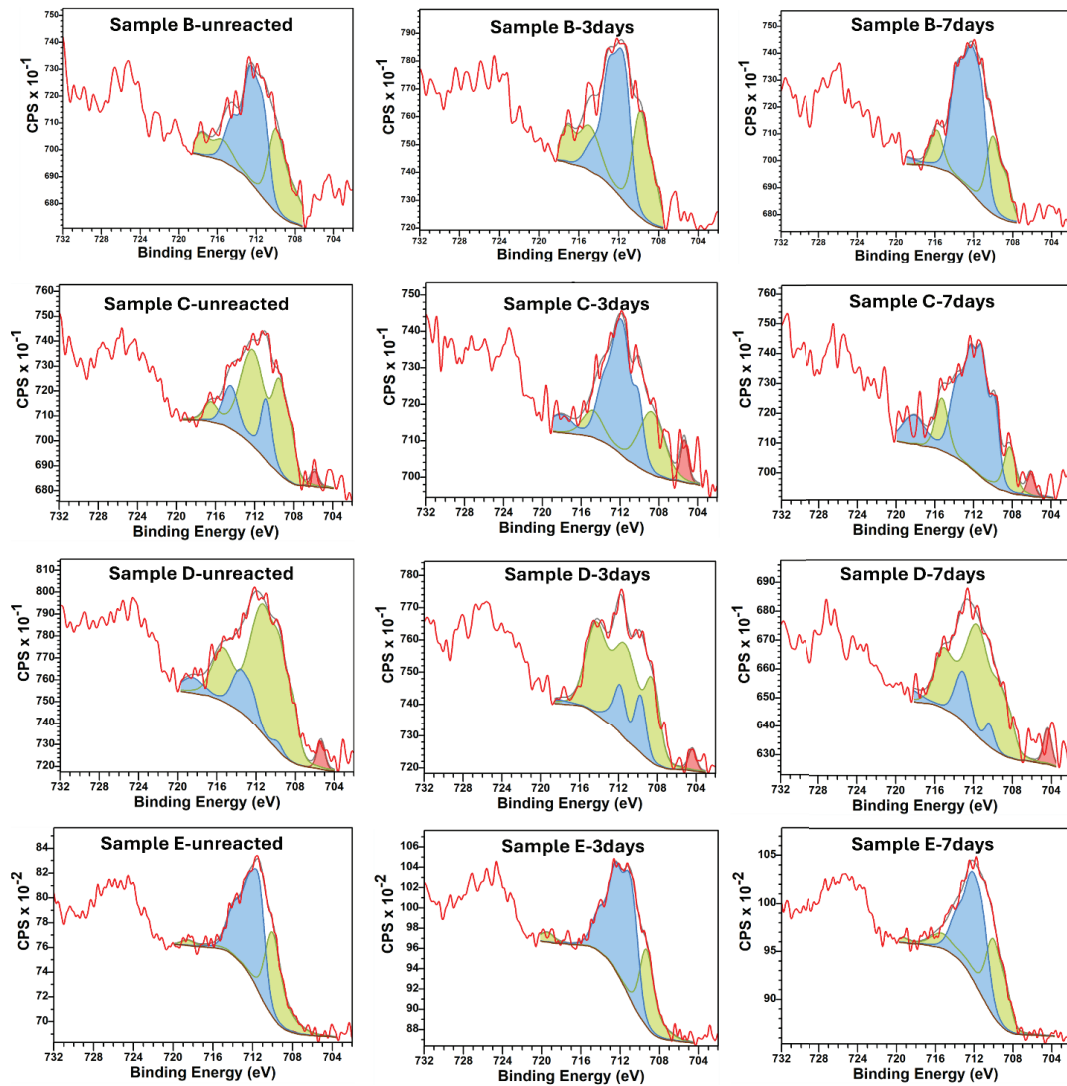 Sample B-unreacted
CPS x 10⁻¹
750
740
730
720
710
700
690
680
732 728 724 720 716 712 708 704
Binding Energy (eV)
Sample B-3days
CPS x 10⁻¹
790
780
770
760
750
740
730
720
732 728 724 720 716 712 708 704
Binding Energy (eV)
Sample B-7days
CPS x 10⁻¹
750
740
730
720
710
700
690
680
732 728 724 720 716 712 708 704
Binding Energy (eV)
Sample C-unreacted
CPS x 10⁻¹
760
750
740
730
720
710
700
690
680
732 728 724 720 716 712 708 704
Binding Energy (eV)
Sample C-3days
CPS x 10⁻¹
750
740
730
720
710
700
732 728 724 720 716 712 708 704
Binding Energy (eV)
Sample C-7days
CPS x 10⁻¹
760
750
740
730
720
710
700
732 728 724 720 716 712 708 704
Binding Energy (eV)
Sample D-unreacted
CPS x 10⁻¹
810
800
790
780
770
760
750
740
730
720
732 728 724 720 716 712 708 704
Binding Energy (eV)
Sample D-3days
CPS x 10⁻¹
780
770
760
750
740
730
720
732 728 724 720 716 712 708 704
Binding Energy (eV)
Sample D-7days
CPS x 10⁻¹
690
680
670
660
650
640
630
732 728 724 720 716 712 708 704
Binding Energy (eV)
Sample E-unreacted
CPS x 10⁻²
84
82
80
78
76
74
72
70
732 728 724 720 716 712 708 704
Binding Energy (eV)
Sample E-3days
CPS x 10⁻²
106
104
102
100
98
96
94
92
90
88
732 728 724 720 716 712 708 704
Binding Energy (eV)
Sample E-7days
CPS x 10⁻²
105
100
95
90
732 728 724 720 716 712 708 704
Binding Energy (eV)